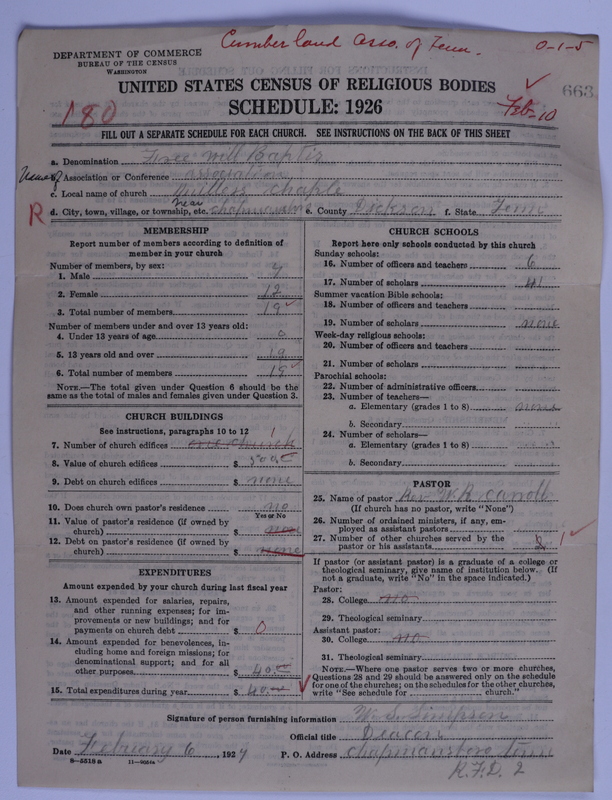 Cumberland Asso. of Tenn. 0-1-5
DEPARTMENT OF COMMERCE
BUREAU OF THE CENSUS
WASHINGTON
UNITED STATES CENSUS OF RELIGIOUS BODIES
663
180
SCHEDULE: 1926
Feb-10
FILL OUT A SEPARATE SCHEDULE FOR EACH CHURCH. SEE INSTRUCTIONS ON THE BACK OF THIS SHEET
a. Denomination Free Will Baptis
Name of b. Association or Conference association
c. Local name of church chaple
R d. City, town, village, or township, etc. near e. County Dickson f. State Tenn
MEMBERSHIP
Report number of members according to definition of
member in your church
Number of members, by sex:
1. Male 7
2. Female 12
3. Total number of members 19
Number of members under and over 13 years old:
4. Under 13 years of age 0
5. 13 years old and over 19
6. Total number of members 19
NOTE.—The total given under Question 6 should be
the same as the total of males and females given under Question 3.
CHURCH BUILDINGS
See instructions, paragraphs 10 to 12
7. Number of church edifices one church 1
8. Value of church edifices $
9. Debt on church edifices $ none
10. Does church own pastor's residence no
Yes or No
11. Value of pastor's residence (if owned by
church) $ none
12. Debt on pastor's residence (if owned by
church) $ none
EXPENDITURES
Amount expended by your church during last fiscal year
13. Amount expended for salaries, repairs,
and other running expenses; for im-
provements or new buildings; and for
payments on church debt $ 0
14. Amount expended for benevolences, in-
cluding home and foreign missions; for
denominational support; and for all
other purposes $ 40.00
15. Total expenditures during year $ 40.00
CHURCH SCHOOLS
Report here only schools conducted by this church
Sunday schools:
16. Number of officers and teachers 6
17. Number of scholars 41
Summer vacation Bible schools:
18. Number of officers and teachers
19. Number of scholars none
Week-day religious schools:
20. Number of officers and teachers
21. Number of scholars
Parochial schools:
22. Number of administrative officers
23. Number of teachers—
a. Elementary (grades 1 to 8) none
b. Secondary
24. Number of scholars—
a. Elementary (grades 1 to 8)
b. Secondary
PASTOR
25. Name of pastor Rev. W. R.
(If church has no pastor, write "None")
26. Number of ordained ministers, if any, em-
ployed as assistant pastors
27. Number of other churches served by the
pastor or his assistants 2 1
If pastor (or assistant pastor) is a graduate of a college or
theological seminary, give name of institution below. (If
not a graduate, write "No" in the space indicated.)
Pastor:
28. College no
29. Theological seminary
Assistant pastor:
30. College no
31. Theological seminary
NOTE.—Where one pastor serves two or more churches,
Questions 28 and 29 should be answered only on the schedule
for one of the churches; on the schedules for the other churches,
write "See schedule for church."
Signature of person furnishing information W. S. Simpson
Official title Deacon
Date February 6, 1927 P. O. Address Chapmansboro Tenn
8-5518a 11-9054a R.F.D. 2